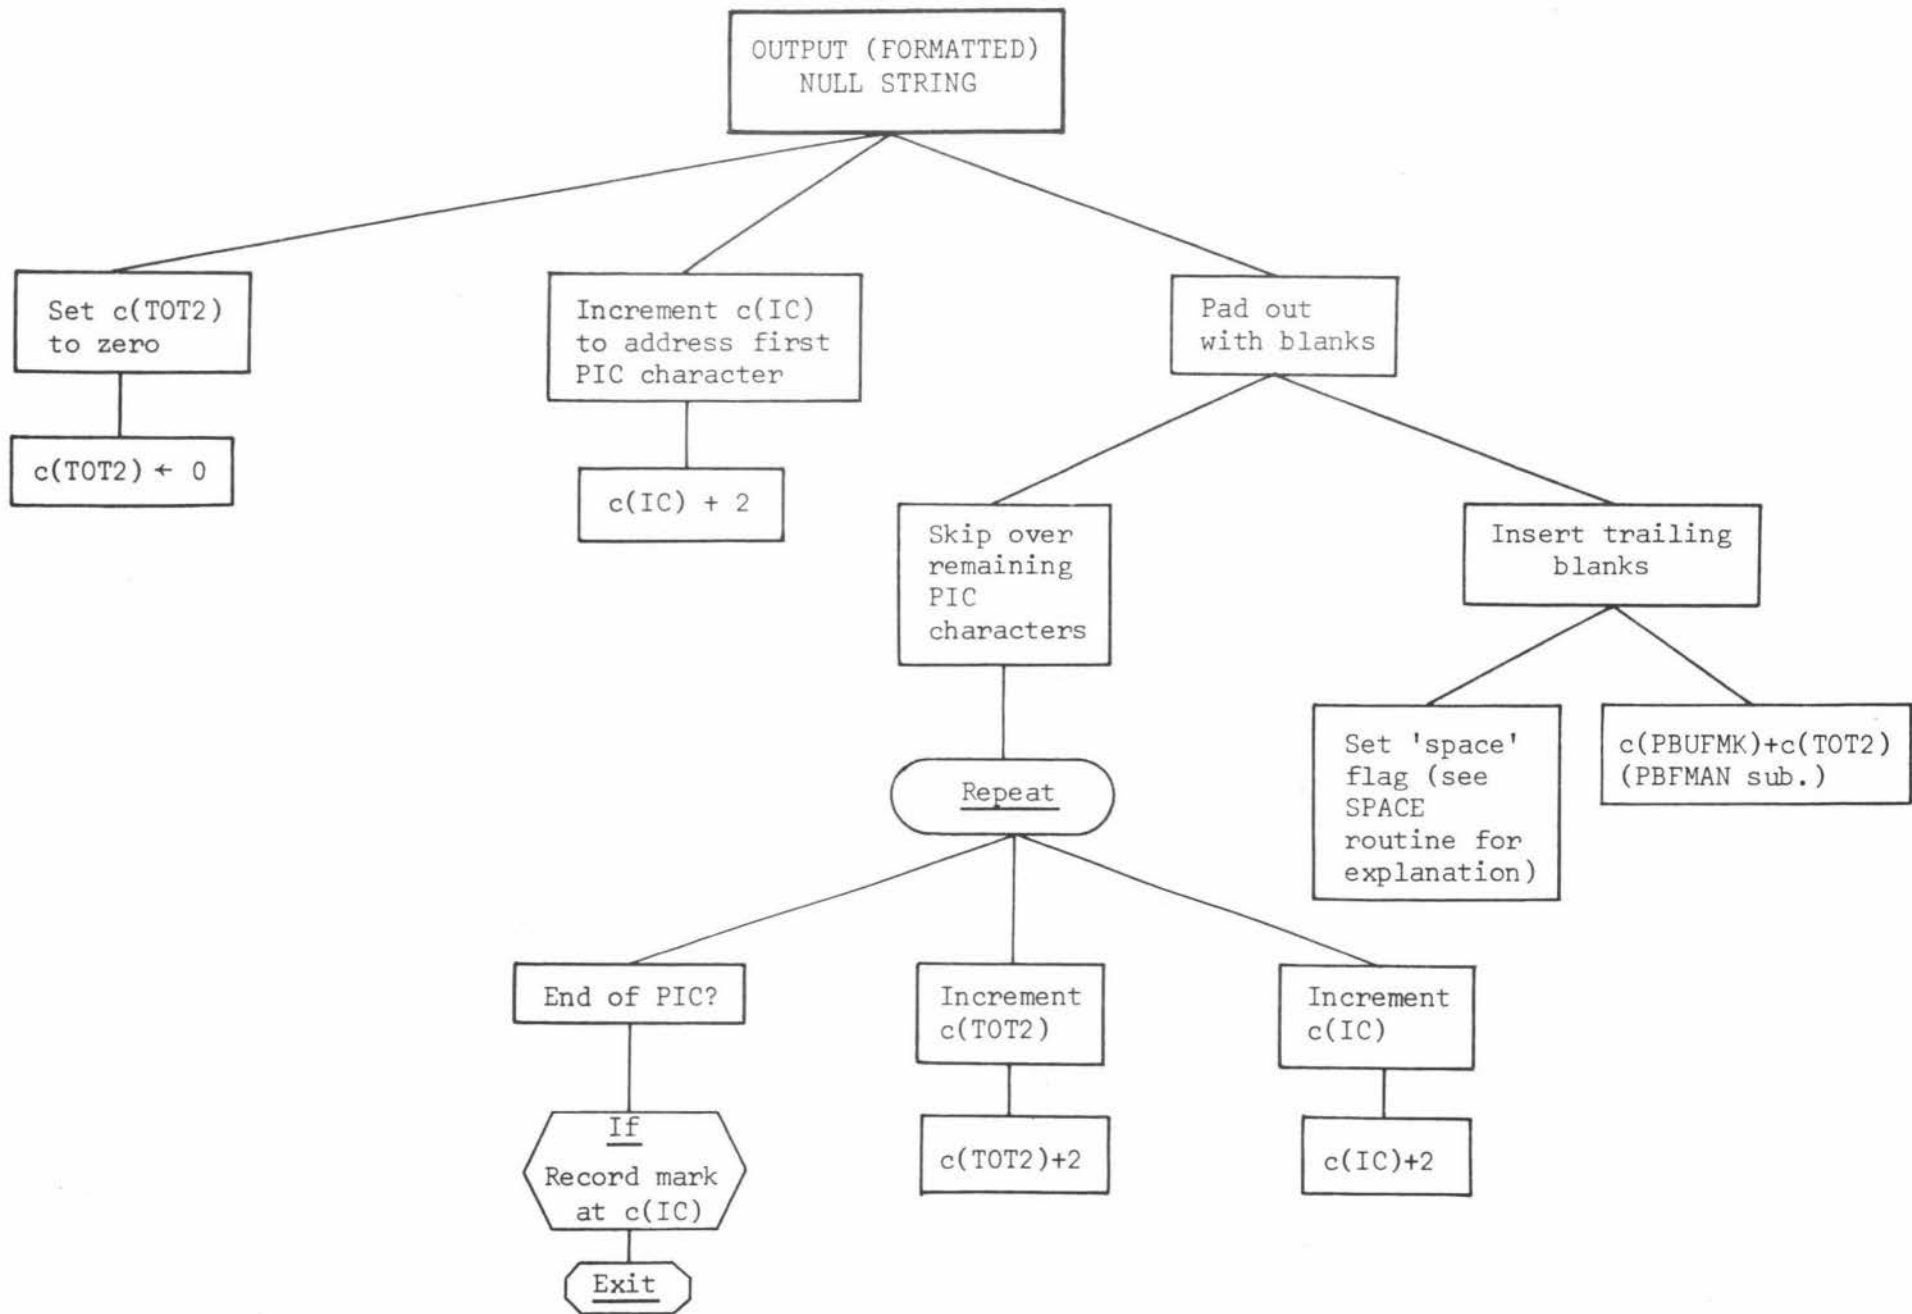 OUTPUT (FORMATTED)
NULL STRING
Set c(TOT2)
to zero
c(TOT2) ← 0
Increment c(IC)
to address first
PIC character
c(IC) + 2
Pad out
with blanks
Skip over
remaining
PIC
characters
Insert trailing
blanks
Set 'space'
flag (see
SPACE
routine for
explanation)
c(PBUFMK)+c(TOT2)
(PBFMAN sub.)
Repeat
End of PIC?
If
Record mark
at c(IC)
Exit
Increment
c(TOT2)
c(TOT2)+2
Increment
c(IC)
c(IC)+2